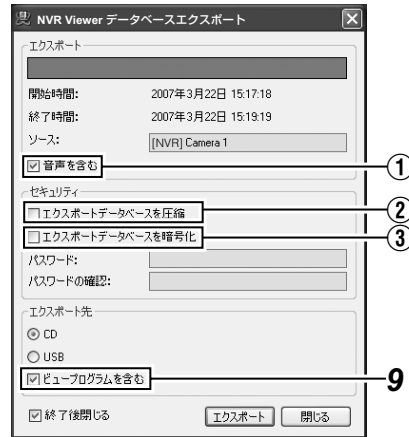 NVR Viewer データベースエクスポート
エクスポート
開始時間: 2007年3月22日 15:17:18
終了時間: 2007年3月22日 15:19:19
ソース: [NVR] Camera 1
音声を含む ①
セキュリティ
エクスポートデータベースを圧縮 ②
エクスポートデータベースを暗号化 ③
パスワード:
パスワードの確認:
エクスポート先
CD
USB
ビュープログラムを含む 9
終了後閉じる エクスポート 閉じる